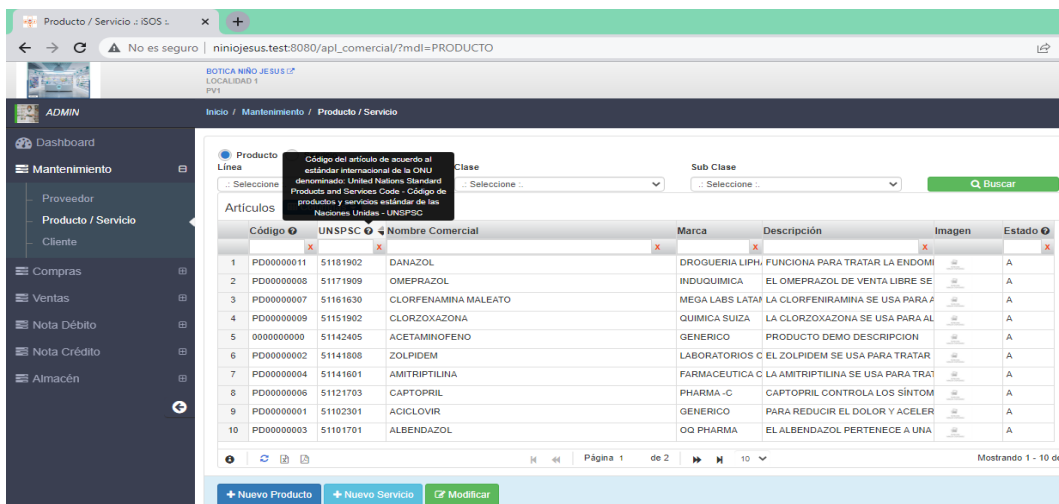 Producto / Servicio .: iSOS :.
No es seguro | niniojesus.test:8080/apl_comercial/?mdl=PRODUCTO
BOTICA NIÑO JESUS
LOCALIDAD 1
PV1
ADMIN
Inicio / Mantenimiento / Producto / Servicio
Dashboard
Mantenimiento
Proveedor
Producto / Servicio
Cliente
Compras
Ventas
Nota Débito
Nota Crédito
Almacén
Producto
Código del artículo de acuerdo al
estándar internacional de la ONU
denominado: United Nations Standard
Products and Services Code - Código de
productos y servicios estándar de las
Naciones Unidas - UNSPSC
Línea Clase Sub Clase
.: Seleccione .: Seleccione :. .: Seleccione :. Buscar
Artículos
Código UNSPSC Nombre Comercial Marca Descripción Imagen Estado
x x x x x x
1 PD00000011 51181902 DANAZOL DROGUERIA LIPH FUNCIONA PARA TRATAR LA ENDOMI A
2 PD00000008 51171909 OMEPRAZOL INDUQUIMICA EL OMEPRAZOL DE VENTA LIBRE SE A
3 PD00000007 51161630 CLORFENAMINA MALEATO MEGA LABS LATAM LA CLORFENIRAMINA SE USA PARA A A
4 PD00000009 51151902 CLORZOXAZONA QUIMICA SUIZA LA CLORZOXAZONA SE USA PARA AL A
5 0000000000 51142405 ACETAMINOFENO GENERICO PRODUCTO DEMO DESCRIPCION A
6 PD00000002 51141808 ZOLPIDEM LABORATORIOS C EL ZOLPIDEM SE USA PARA TRATAR A
7 PD00000004 51141601 AMITRIPTILINA FARMACEUTICA C LA AMITRIPTILINA SE USA PARA TRAT A
8 PD00000006 51121703 CAPTOPRIL PHARMA -C CAPTOPRIL CONTROLA LOS SÍNTOM A
9 PD00000001 51102301 ACICLOVIR GENERICO PARA REDUCIR EL DOLOR Y ACELER A
10 PD00000003 51101701 ALBENDAZOL OQ PHARMA EL ALBENDAZOL PERTENECE A UNA A
Página 1 de 2 10 Mostrando 1 - 10 de
+ Nuevo Producto + Nuevo Servicio Modificar